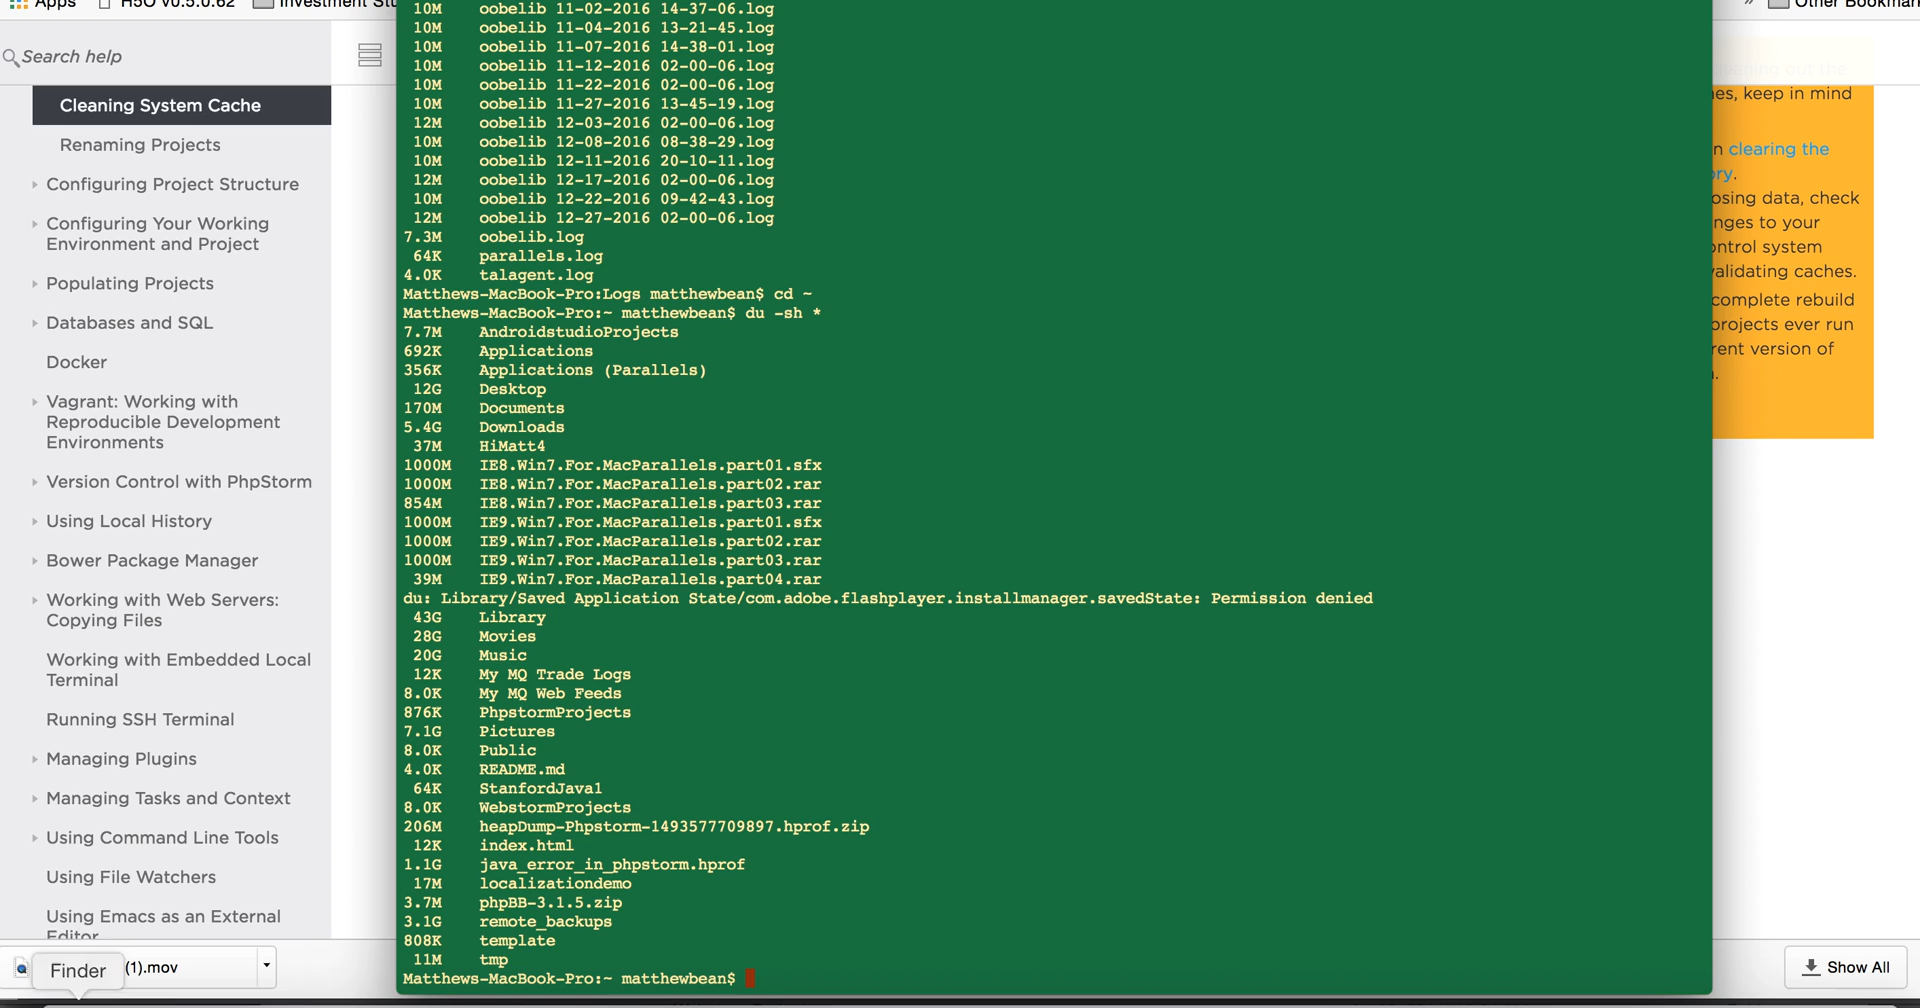 Apps
H5O v0.5.0.62
Investment Stu
»
Other Bookmark
Search help
Cleaning System Cache
Renaming Projects
Configuring Project Structure
Configuring Your Working
Environment and Project
Populating Projects
Databases and SQL
Docker
Vagrant: Working with
Reproducible Development
Environments
Version Control with PhpStorm
Using Local History
Bower Package Manager
Working with Web Servers:
Copying Files
Working with Embedded Local
Terminal
Running SSH Terminal
Managing Plugins
Managing Tasks and Context
Using Command Line Tools
Using File Watchers
Using Emacs as an External
Editor
10M oobelib 11-02-2016 14-37-06.log
10M oobelib 11-04-2016 13-21-45.log
10M oobelib 11-07-2016 14-38-01.log
10M oobelib 11-12-2016 02-00-06.log
10M oobelib 11-22-2016 02-00-06.log
10M oobelib 11-27-2016 13-45-19.log
12M oobelib 12-03-2016 02-00-06.log
10M oobelib 12-08-2016 08-38-29.log
10M oobelib 12-11-2016 20-10-11.log
12M oobelib 12-17-2016 02-00-06.log
10M oobelib 12-22-2016 09-42-43.log
12M oobelib 12-27-2016 02-00-06.log
7.3M oobelib.log
64K parallels.log
4.0K talagent.log
Matthews-MacBook-Pro:Logs matthewbean$ cd ~
Matthews-MacBook-Pro:~ matthewbean$ du -sh *
7.7M AndroidstudioProjects
692K Applications
356K Applications (Parallels)
12G Desktop
170M Documents
5.4G Downloads
37M HiMatt4
1000M IE8.Win7.For.MacParallels.part01.sfx
1000M IE8.Win7.For.MacParallels.part02.rar
854M IE8.Win7.For.MacParallels.part03.rar
1000M IE9.Win7.For.MacParallels.part01.sfx
1000M IE9.Win7.For.MacParallels.part02.rar
1000M IE9.Win7.For.MacParallels.part03.rar
39M IE9.Win7.For.MacParallels.part04.rar
du: Library/Saved Application State/com.adobe.flashplayer.installmanager.savedState: Permission denied
43G Library
28G Movies
20G Music
12K My MQ Trade Logs
8.0K My MQ Web Feeds
876K PhpstormProjects
7.1G Pictures
8.0K Public
4.0K README.md
64K StanfordJava1
8.0K WebstormProjects
206M heapDump-Phpstorm-1493577709897.hprof.zip
12K index.html
1.1G java_error_in_phpstorm.hprof
17M localizationdemo
3.7M phpBB-3.1.5.zip
3.1G remote_backups
808K template
11M tmp
Matthews-MacBook-Pro:~ matthewbean$
out the
es, keep in mind
n clearing the
ry.
osing data, check
nges to your
ontrol system
validating caches.
complete rebuild
projects ever run
rent version of
Finder
(1).mov
Show All